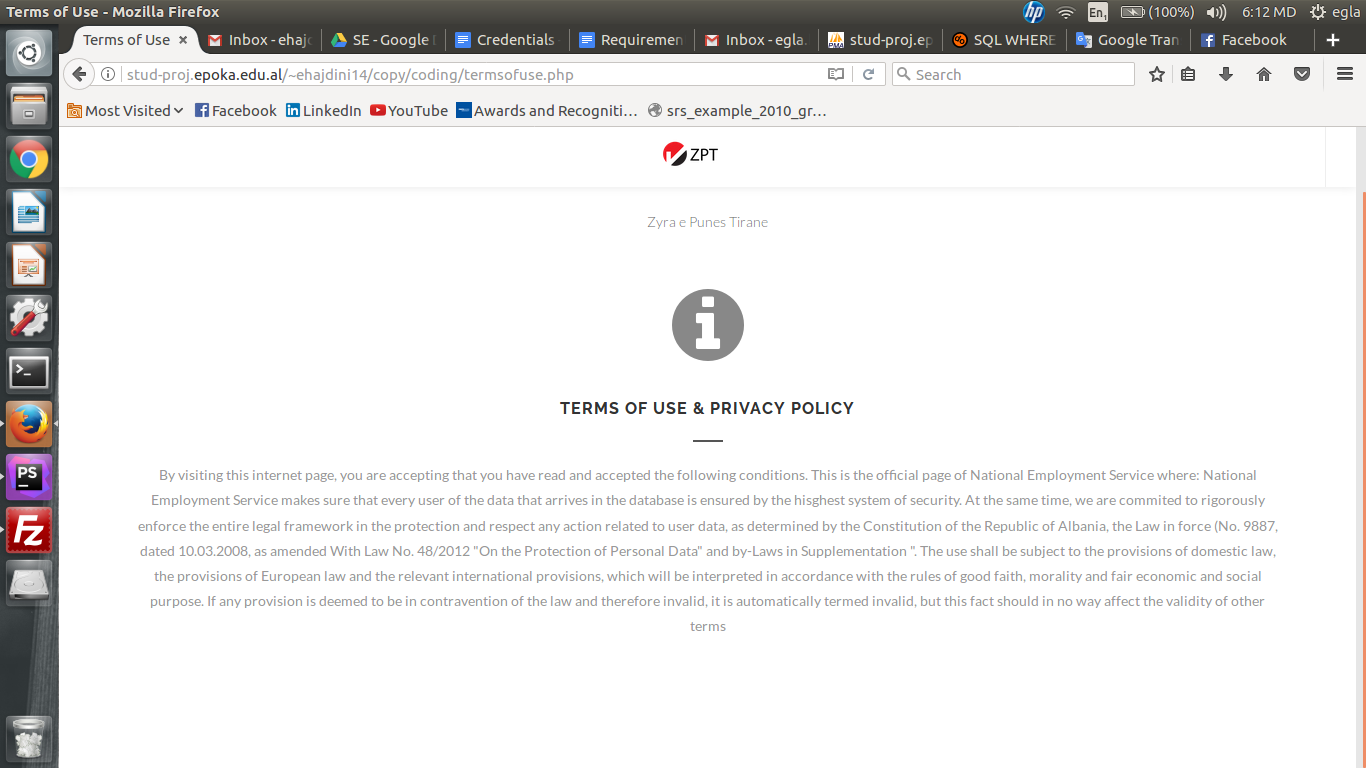 Terms of Use - Mozilla Firefox
hp
En1
(100%)
6:12 MD
egla
Terms of Use
Inbox - ehajd
SE - Google
Credentials
Requiremen
Inbox - egla.
stud-proj.ep
SQL WHERE
Google Tran
Facebook
stud-proj.epoka.edu.al/~ehajdini14/copy/coding/termsofuse.php
Search
Most Visited
Facebook
LinkedIn
YouTube
Awards and Recogniti...
srs_example_2010_gr...
ZPT
Zyra e Punes Tirane
TERMS OF USE & PRIVACY POLICY
By visiting this internet page, you are accepting that you have read and accepted the following conditions. This is the official page of National Employment Service where: National
Employment Service makes sure that every user of the data that arrives in the database is ensured by the hisghest system of security. At the same time, we are commited to rigorously
enforce the entire legal framework in the protection and respect any action related to user data, as determined by the Constitution of the Republic of Albania, the Law in force (No. 9887,
dated 10.03.2008, as amended With Law No. 48/2012 "On the Protection of Personal Data" and by-Laws in Supplementation ". The use shall be subject to the provisions of domestic law,
the provisions of European law and the relevant international provisions, which will be interpreted in accordance with the rules of good faith, morality and fair economic and social
purpose. If any provision is deemed to be in contravention of the law and therefore invalid, it is automatically termed invalid, but this fact should in no way affect the validity of other
terms
PS
Fz